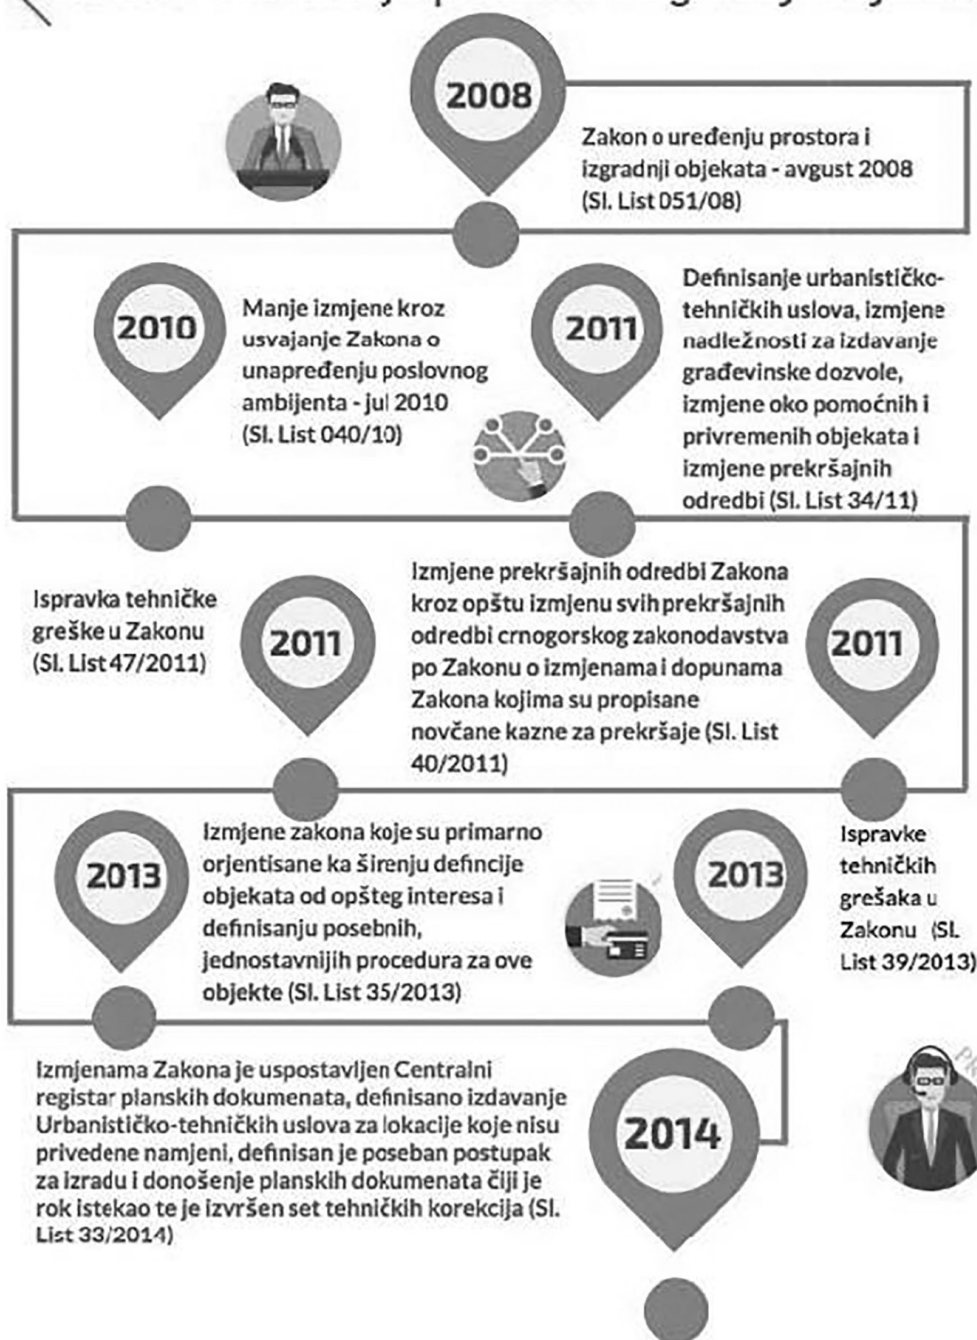 2008
Zakon o uređenju prostora i
izgradnji objekata - avgust 2008
(Sl. List 051/08)
2010
Manje izmjene kroz
usvajanje Zakona o
unapređenju poslovnog
ambijenta - jul 2010
(Sl. List 040/10)
2011
Definisanje urbanističko-
tehničkih uslova, izmjene
nadležnosti za izdavanje
građevinske dozvole,
izmjene oko pomoćnih i
privremenih objekata i
izmjene prekršajnih
odredbi (Sl. List 34/11)
Ispravka tehničke
greške u Zakonu
(Sl. List 47/2011)
2011
Izmjene prekršajnih odredbi Zakona
kroz opštu izmjenu svih prekršajnih
odredbi crnogorskog zakonodavstva
po Zakonu o izmjenama i dopunama
Zakona kojima su propisane
novčane kazne za prekršaje (Sl. List
40/2011)
2011
2013
Izmjene zakona koje su primarno
orjentisane ka širenju defincije
objekata od opšteg interesa i
definisanju posebnih,
jednostavnijih procedura za ove
objekte (Sl. List 35/2013)
2013
Ispravke
tehničkih
grešaka u
Zakonu (Sl.
List 39/2013)
Izmjenama Zakona je uspostavljen Centralni
registar planskih dokumenata, definisano izdavanje
Urbanističko-tehničkih uslova za lokacije koje nisu
privedene namjeni, definisan je poseban postupak
za izradu i donošenje planskih dokumenata čiji je
rok istekao te je izvršen set tehničkih korekcija (Sl.
List 33/2014)
2014